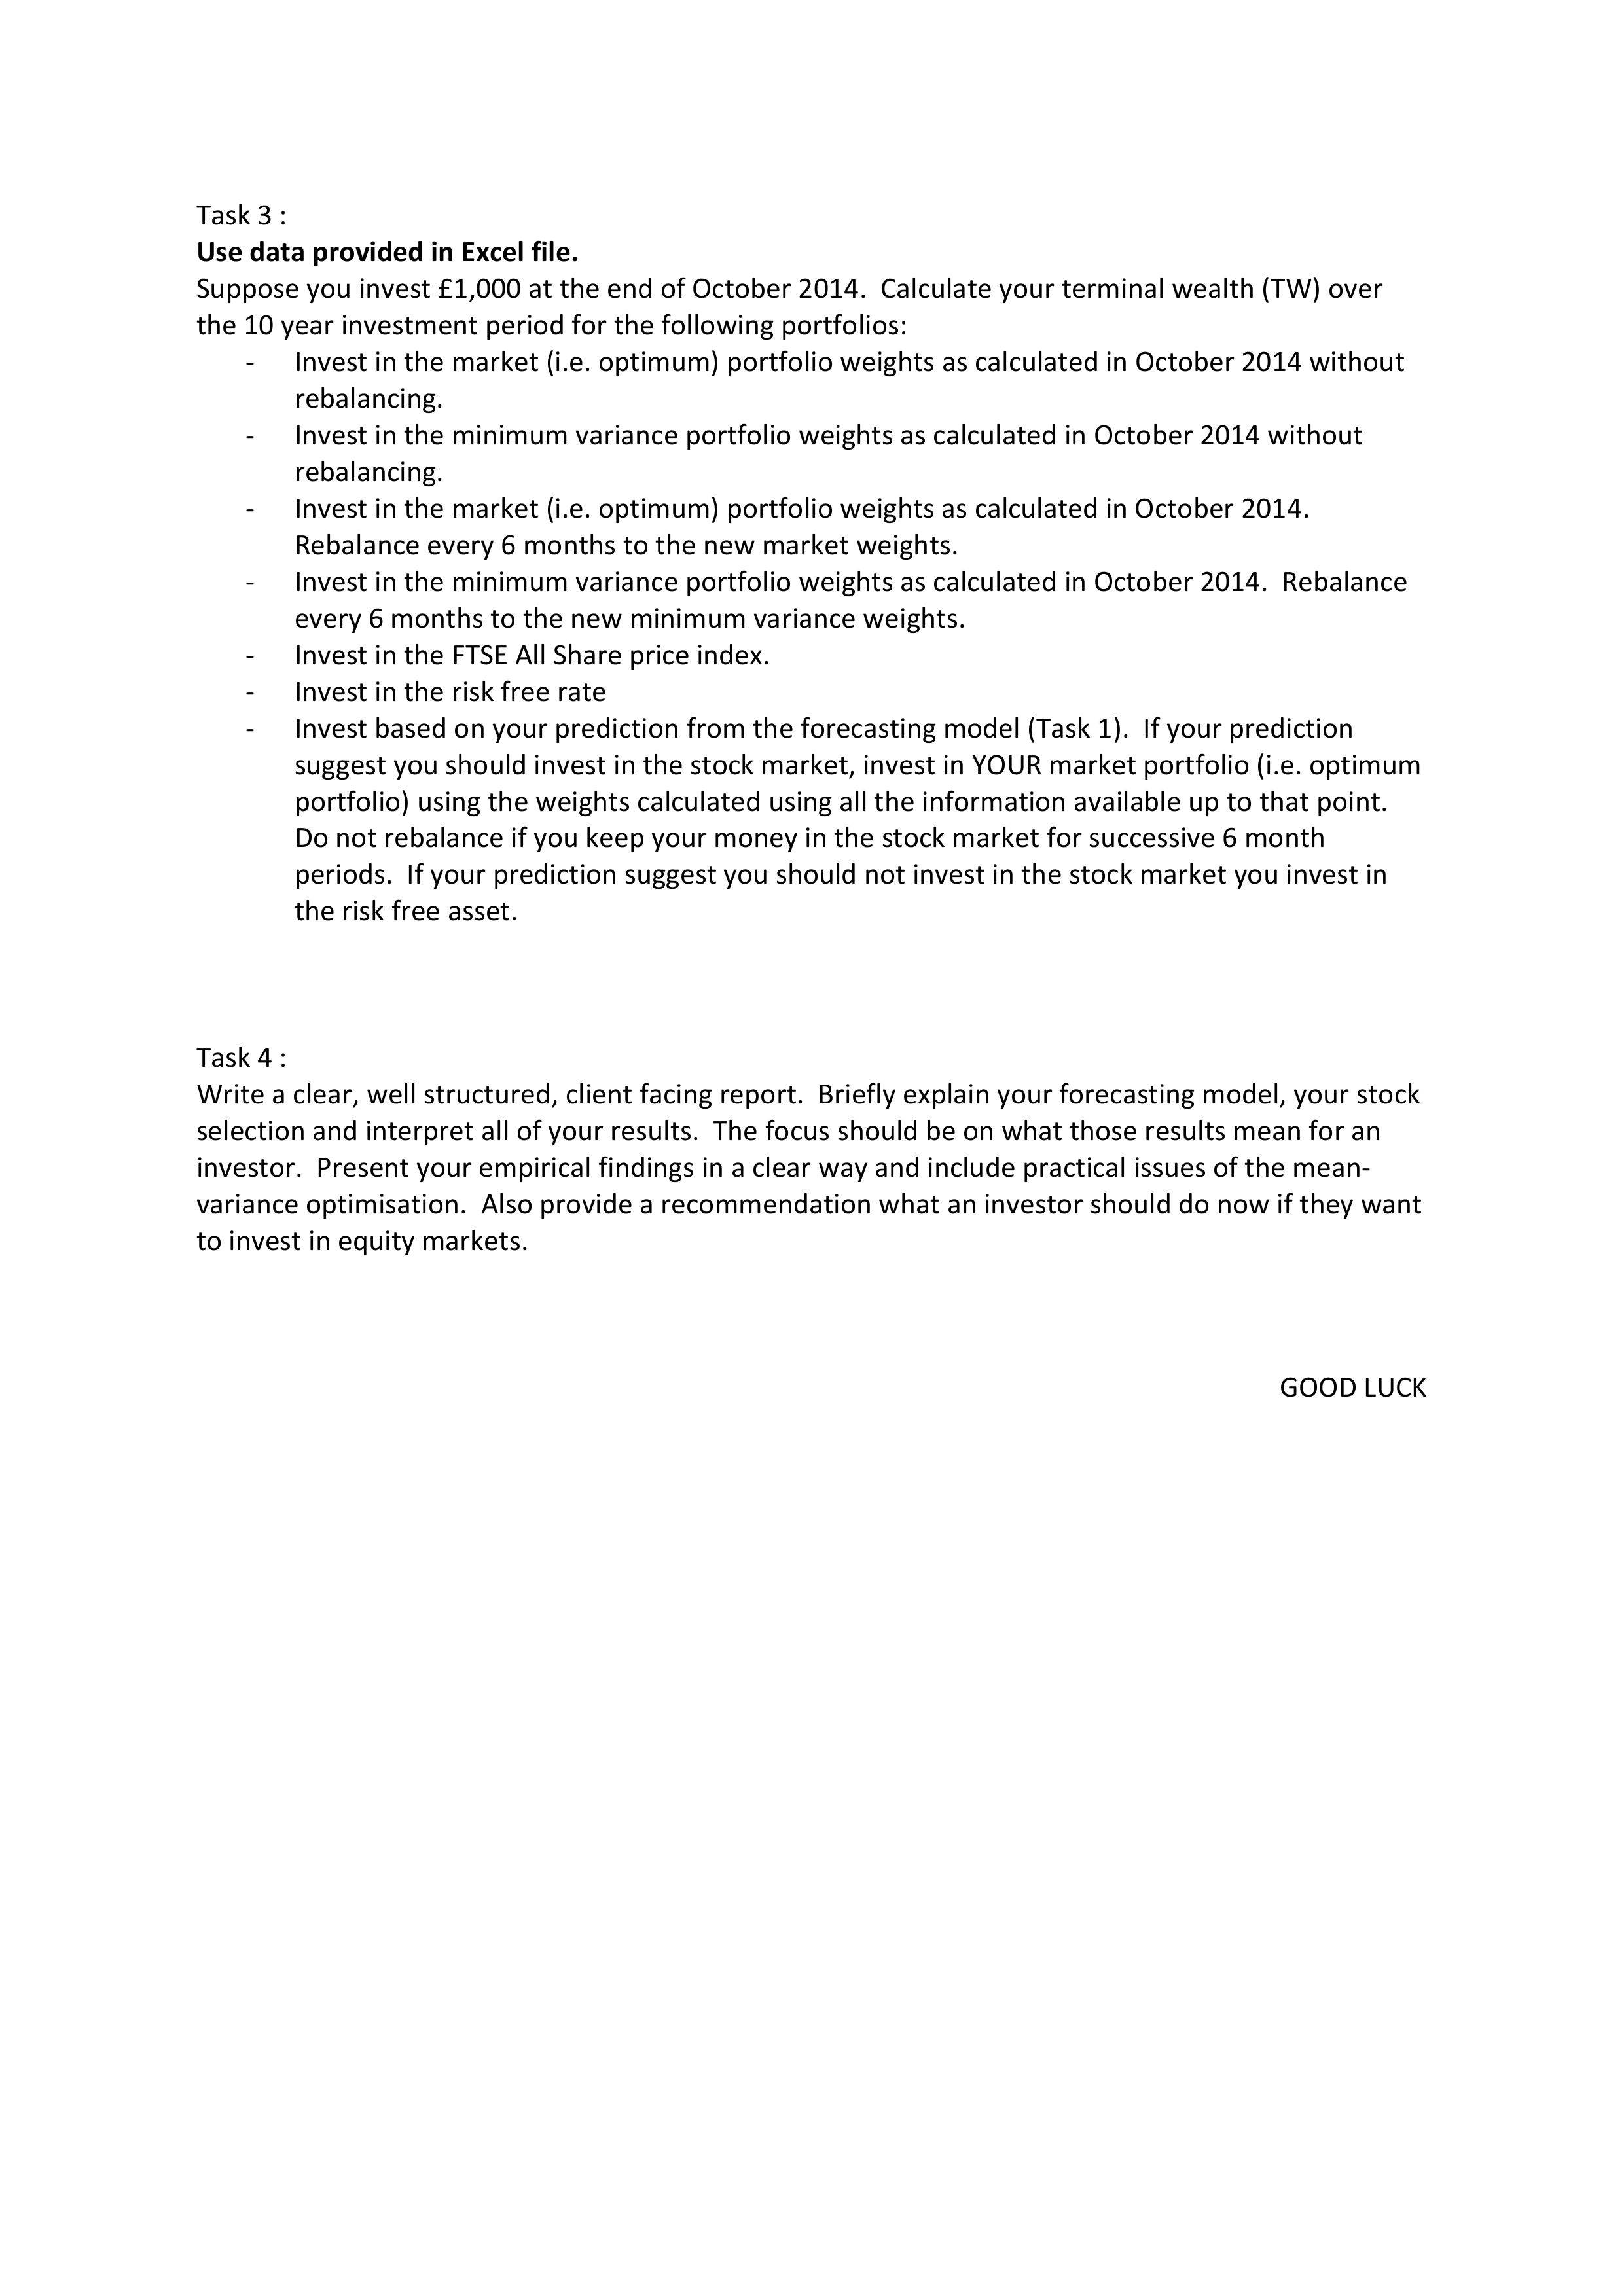 Task 3 :
Use data provided in Excel file.
Suppose you invest £1,000 at the end of October 2014.  Calculate your terminal wealth (TW) over
the 10 year investment period for the following portfolios:
- Invest in the market (i.e. optimum) portfolio weights as calculated in October 2014 without
rebalancing.
- Invest in the minimum variance portfolio weights as calculated in October 2014 without
rebalancing.
- Invest in the market (i.e. optimum) portfolio weights as calculated in October 2014.
Rebalance every 6 months to the new market weights.
- Invest in the minimum variance portfolio weights as calculated in October 2014.  Rebalance
every 6 months to the new minimum variance weights.
- Invest in the FTSE All Share price index.
- Invest in the risk free rate
- Invest based on your prediction from the forecasting model (Task 1).  If your prediction
suggest you should invest in the stock market, invest in YOUR market portfolio (i.e. optimum
portfolio) using the weights calculated using all the information available up to that point.
Do not rebalance if you keep your money in the stock market for successive 6 month
periods.  If your prediction suggest you should not invest in the stock market you invest in
the risk free asset.
Task 4 :
Write a clear, well structured, client facing report.  Briefly explain your forecasting model, your stock
selection and interpret all of your results.  The focus should be on what those results mean for an
investor.  Present your empirical findings in a clear way and include practical issues of the mean-
variance optimisation.  Also provide a recommendation what an investor should do now if they want
to invest in equity markets.
GOOD LUCK